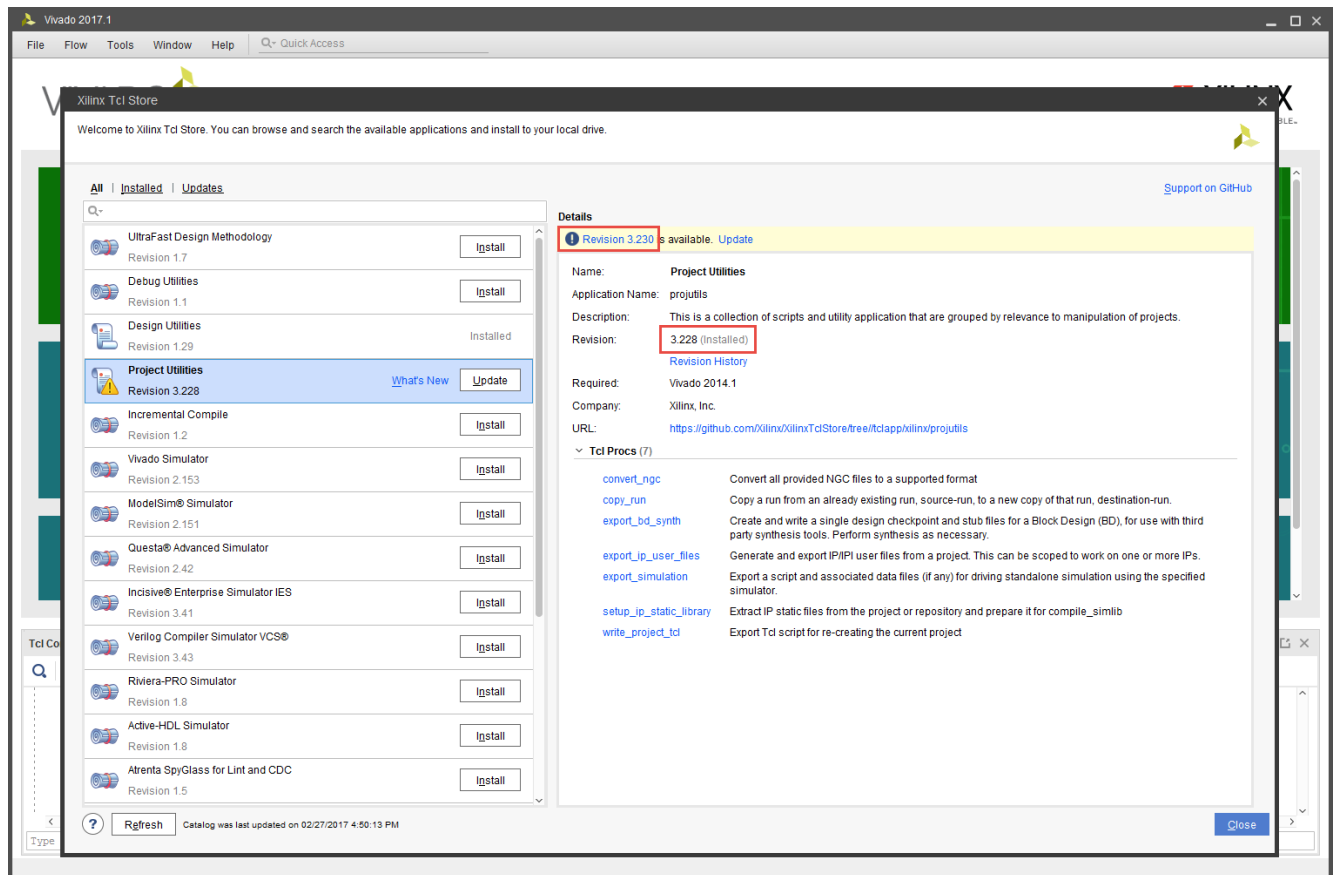 Vivado 2017.1
File Flow Tools Window Help Quick Access
Xilinx Tcl Store
Welcome to Xilinx Tcl Store. You can browse and search the available applications and install to your local drive.
All | Installed | Updates
Support on GitHub
UltraFast Design Methodology
Revision 1.7
Install
Debug Utilities
Revision 1.1
Install
Design Utilities
Revision 1.29
Installed
Project Utilities
Revision 3.228
What's New
Update
Incremental Compile
Revision 1.2
Install
Vivado Simulator
Revision 2.153
Install
ModelSim® Simulator
Revision 2.151
Install
Questa® Advanced Simulator
Revision 2.42
Install
Incisive® Enterprise Simulator IES
Revision 3.41
Install
Verilog Compiler Simulator VCS®
Revision 3.43
Install
Riviera-PRO Simulator
Revision 1.8
Install
Active-HDL Simulator
Revision 1.8
Install
Atrenta SpyGlass for Lint and CDC
Revision 1.5
Install
Details
Revision 3.230 is available. Update
Name: Project Utilities
Application Name: projutils
Description: This is a collection of scripts and utility application that are grouped by relevance to manipulation of projects.
Revision: 3.228 (Installed)
Revision History
Required: Vivado 2014.1
Company: Xilinx, Inc.
URL: https://github.com/Xilinx/XilinxTclStore/tree//tclapp/xilinx/projutils
Tcl Procs (7)
convert_ngc Convert all provided NGC files to a supported format
copy_run Copy a run from an already existing run, source-run, to a new copy of that run, destination-run.
export_bd_synth Create and write a single design checkpoint and stub files for a Block Design (BD), for use with third
party synthesis tools. Perform synthesis as necessary.
export_ip_user_files Generate and export IP/IPI user files from a project. This can be scoped to work on one or more IPs.
export_simulation Export a script and associated data files (if any) for driving standalone simulation using the specified
simulator.
setup_ip_static_library Extract IP static files from the project or repository and prepare it for compile_simlib
write_project_tcl Export Tcl script for re-creating the current project
Tcl Co
Type
? Refresh Catalog was last updated on 02/27/2017 4:50:13 PM
Close